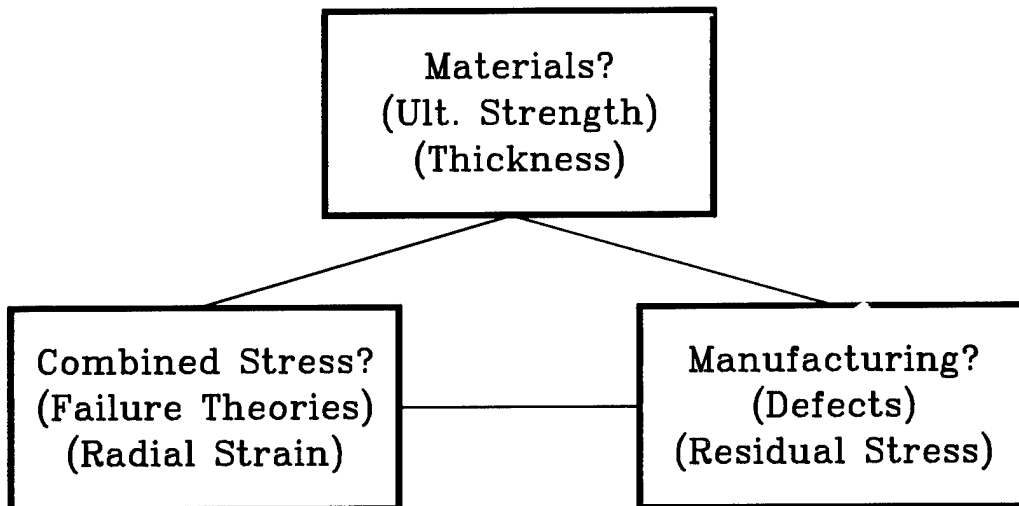 Materials?
(Ult. Strength)
(Thickness)
Combined Stress?
(Failure Theories)
(Radial Strain)
Manufacturing?
(Defects)
(Residual Stress)